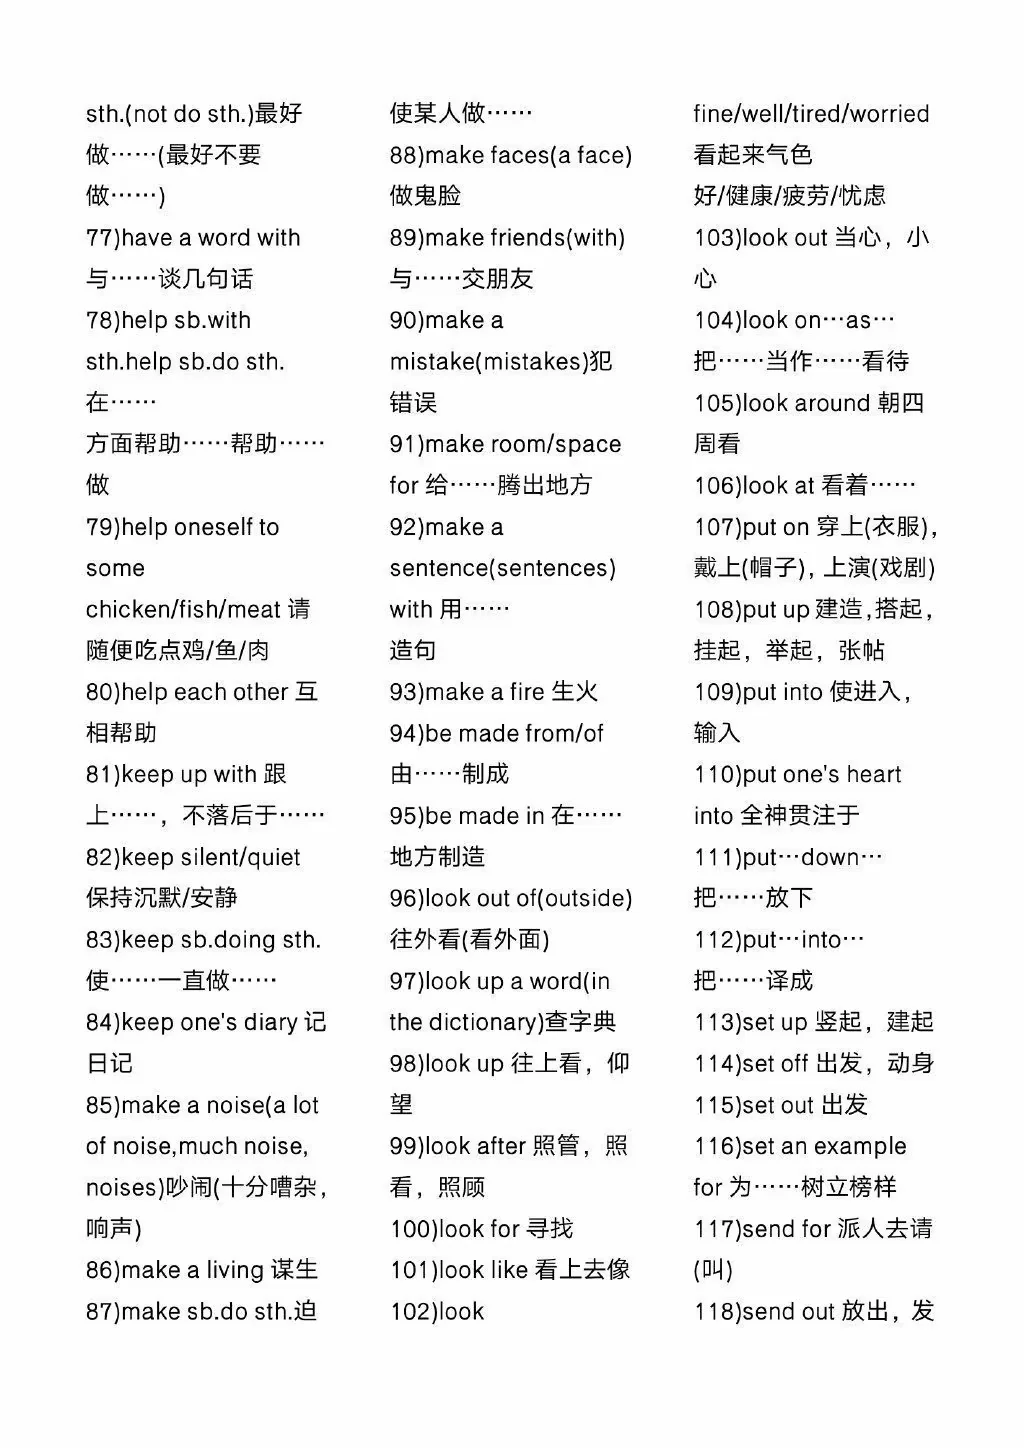 sth.(not do sth.)最好
做……(最好不要
做……)
77)have a word with
与……谈几句话
78)help sb.with
sth.help sb.do sth.
在……
方面帮助……帮助……
做
79)help oneself to
some
chicken/fish/meat 请
随便吃点鸡/鱼/肉
80)help each other 互
相帮助
81)keep up with 跟
上……，不落后于……
82)keep silent/quiet
保持沉默/安静
83)keep sb.doing sth.
使……一直做……
84)keep one's diary 记
日记
85)make a noise(a lot
of noise,much noise,
noises)吵闹(十分嘈杂，
响声)
86)make a living 谋生
87)make sb.do sth.迫
使某人做……
88)make faces(a face)
做鬼脸
89)make friends(with)
与……交朋友
90)make a
mistake(mistakes)犯
错误
91)make room/space
for 给……腾出地方
92)make a
sentence(sentences)
with 用……
造句
93)make a fire 生火
94)be made from/of
由……制成
95)be made in 在……
地方制造
96)look out of(outside)
往外看(看外面)
97)look up a word(in
the dictionary)查字典
98)look up 往上看，仰
望
99)look after 照管，照
看，照顾
100)look for 寻找
101)look like 看上去像
102)look
fine/well/tired/worried
看起来气色
好/健康/疲劳/忧虑
103)look out 当心，小
心
104)look on…as…
把……当作……看待
105)look around 朝四
周看
106)look at 看着……
107)put on 穿上(衣服)，
戴上(帽子)，上演(戏剧)
108)put up 建造，搭起，
挂起，举起，张帖
109)put into 使进入，
输入
110)put one's heart
into 全神贯注于
111)put…down…
把……放下
112)put…into…
把……译成
113)set up 竖起，建起
114)set off 出发，动身
115)set out 出发
116)set an example
for 为……树立榜样
117)send for 派人去请
(叫)
118)send out 放出，发